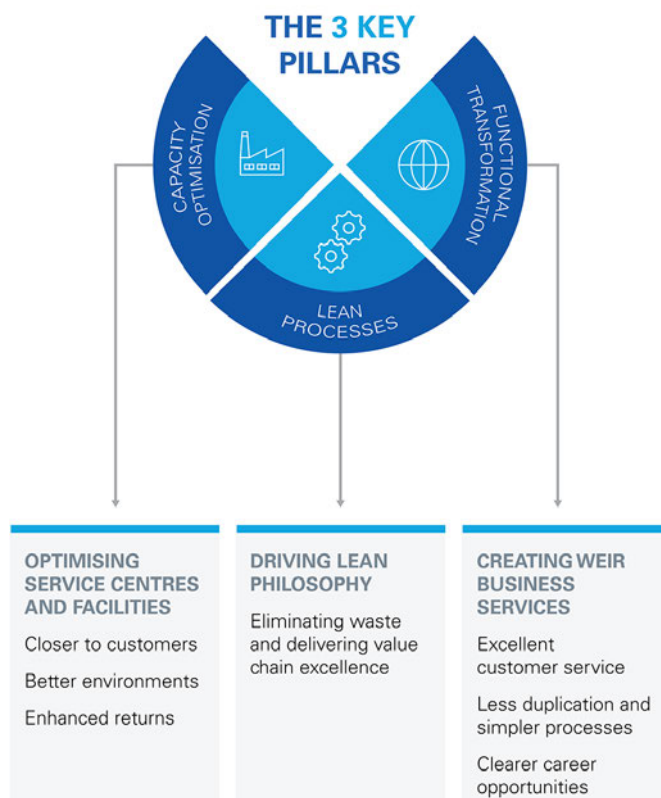 THE 3 KEY
PILLARS
CAPACITY
OPTIMISATION
LEAN
PROCESSES
FUNCTIONAL
TRANSFORMATION
OPTIMISING
SERVICE CENTRES
AND FACILITIES
Closer to customers
Better environments
Enhanced returns
DRIVING LEAN
PHILOSOPHY
Eliminating waste
and delivering value
chain excellence
CREATING WEIR
BUSINESS
SERVICES
Excellent
customer service
Less duplication and
simpler processes
Clearer career
opportunities